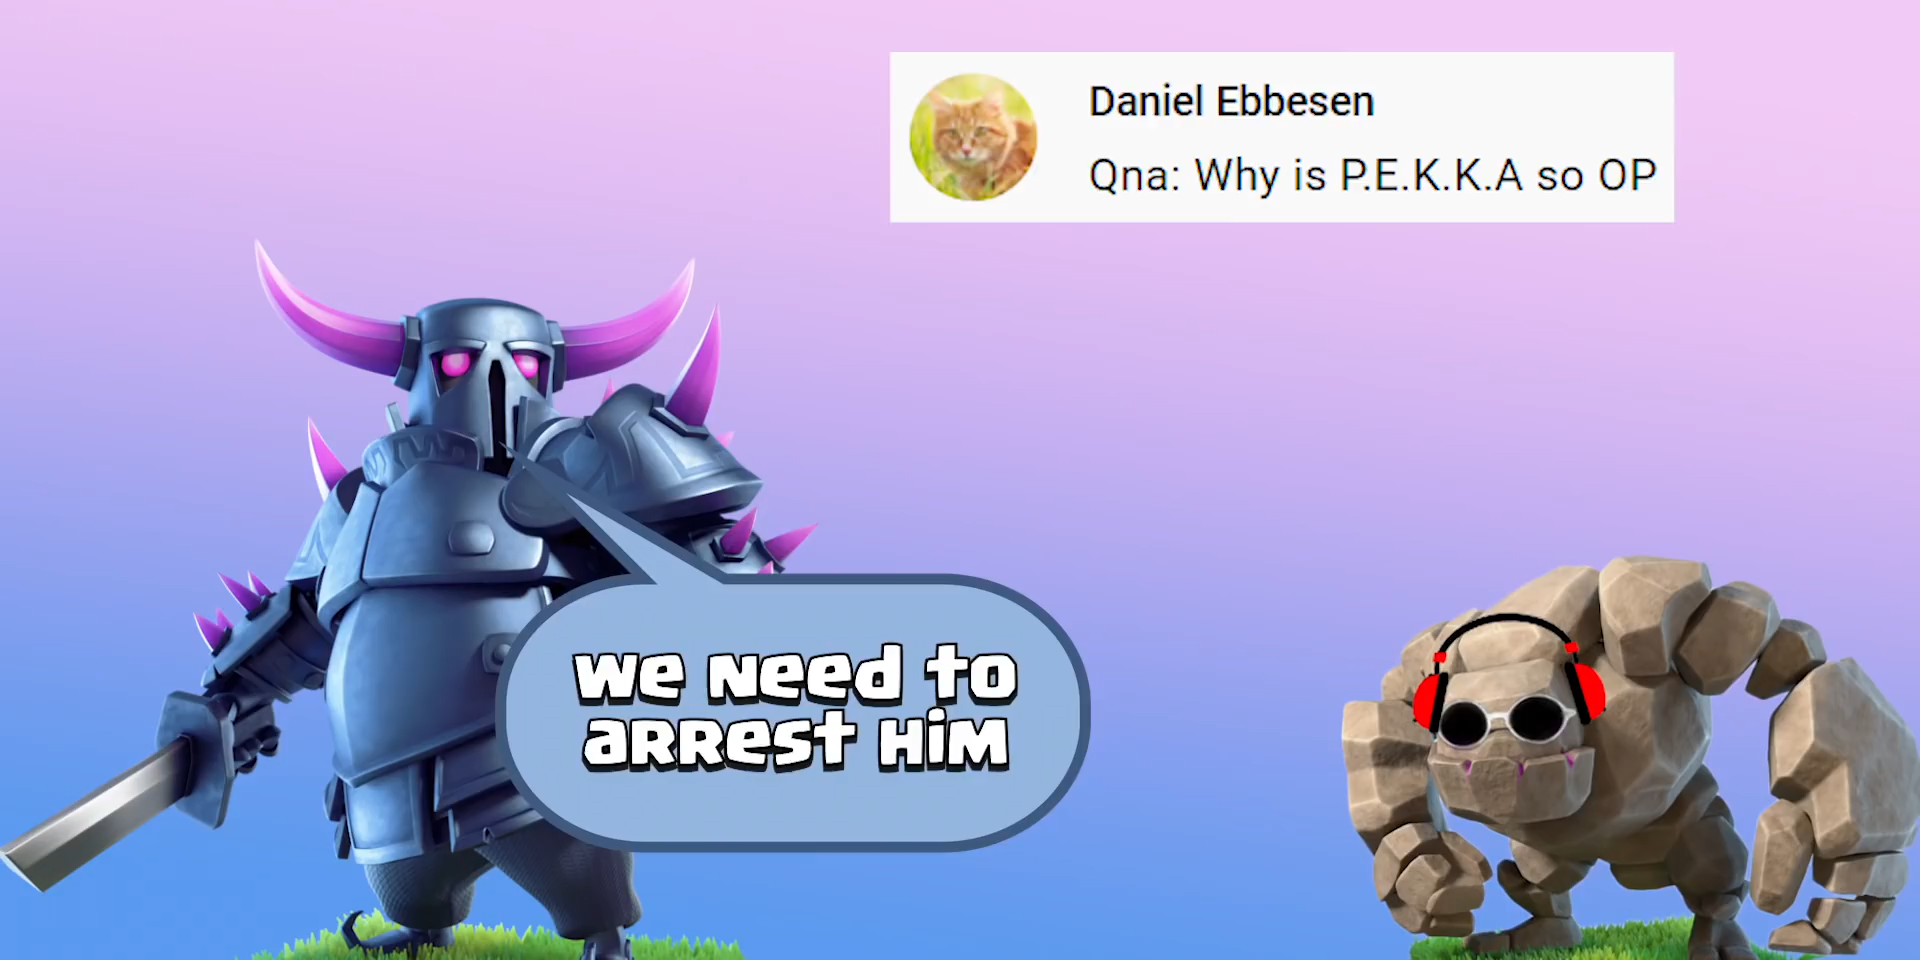 Daniel Ebbesen
Qna: Why is P.E.K.K.A so OP
We Need to
arrest Him